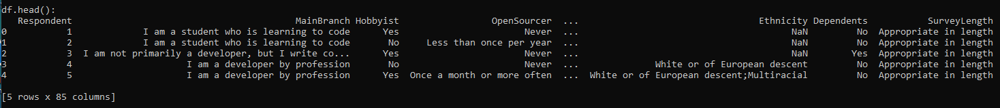 df.head():
Respondent MainBranch Hobbyist OpenSourcer ... Ethnicity Dependents SurveyLength
0 1 I am a student who is learning to code Yes Never ... NaN No Appropriate in length
1 2 I am a student who is learning to code No Less than once per year ... NaN No Appropriate in length
2 3 I am not primarily a developer, but I write co... Yes Never ... NaN Yes Appropriate in length
3 4 I am a developer by profession No Never ... White or of European descent No Appropriate in length
4 5 I am a developer by profession Yes Once a month or more often ... White or of European descent;Multiracial No Appropriate in length
[5 rows x 85 columns]